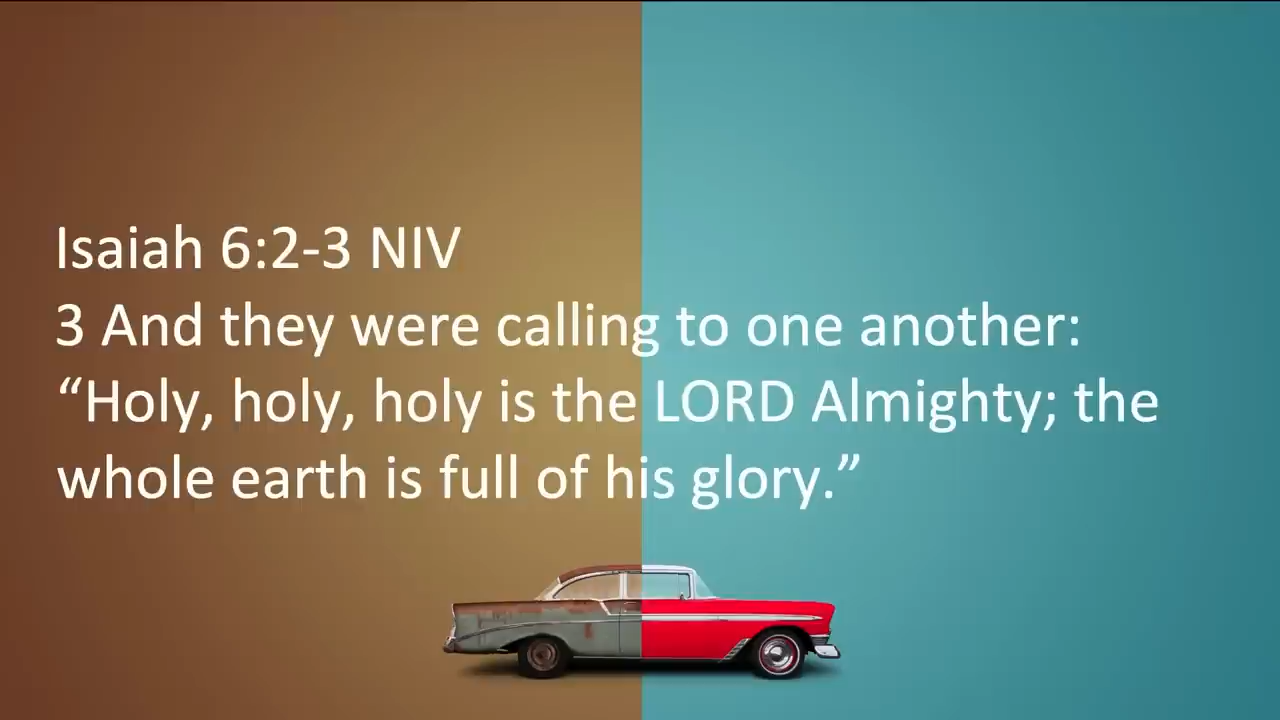 Isaiah 6:2-3 NIV
3 And they were calling to one another:
“Holy, holy, holy is the LORD Almighty; the
whole earth is full of his glory.”